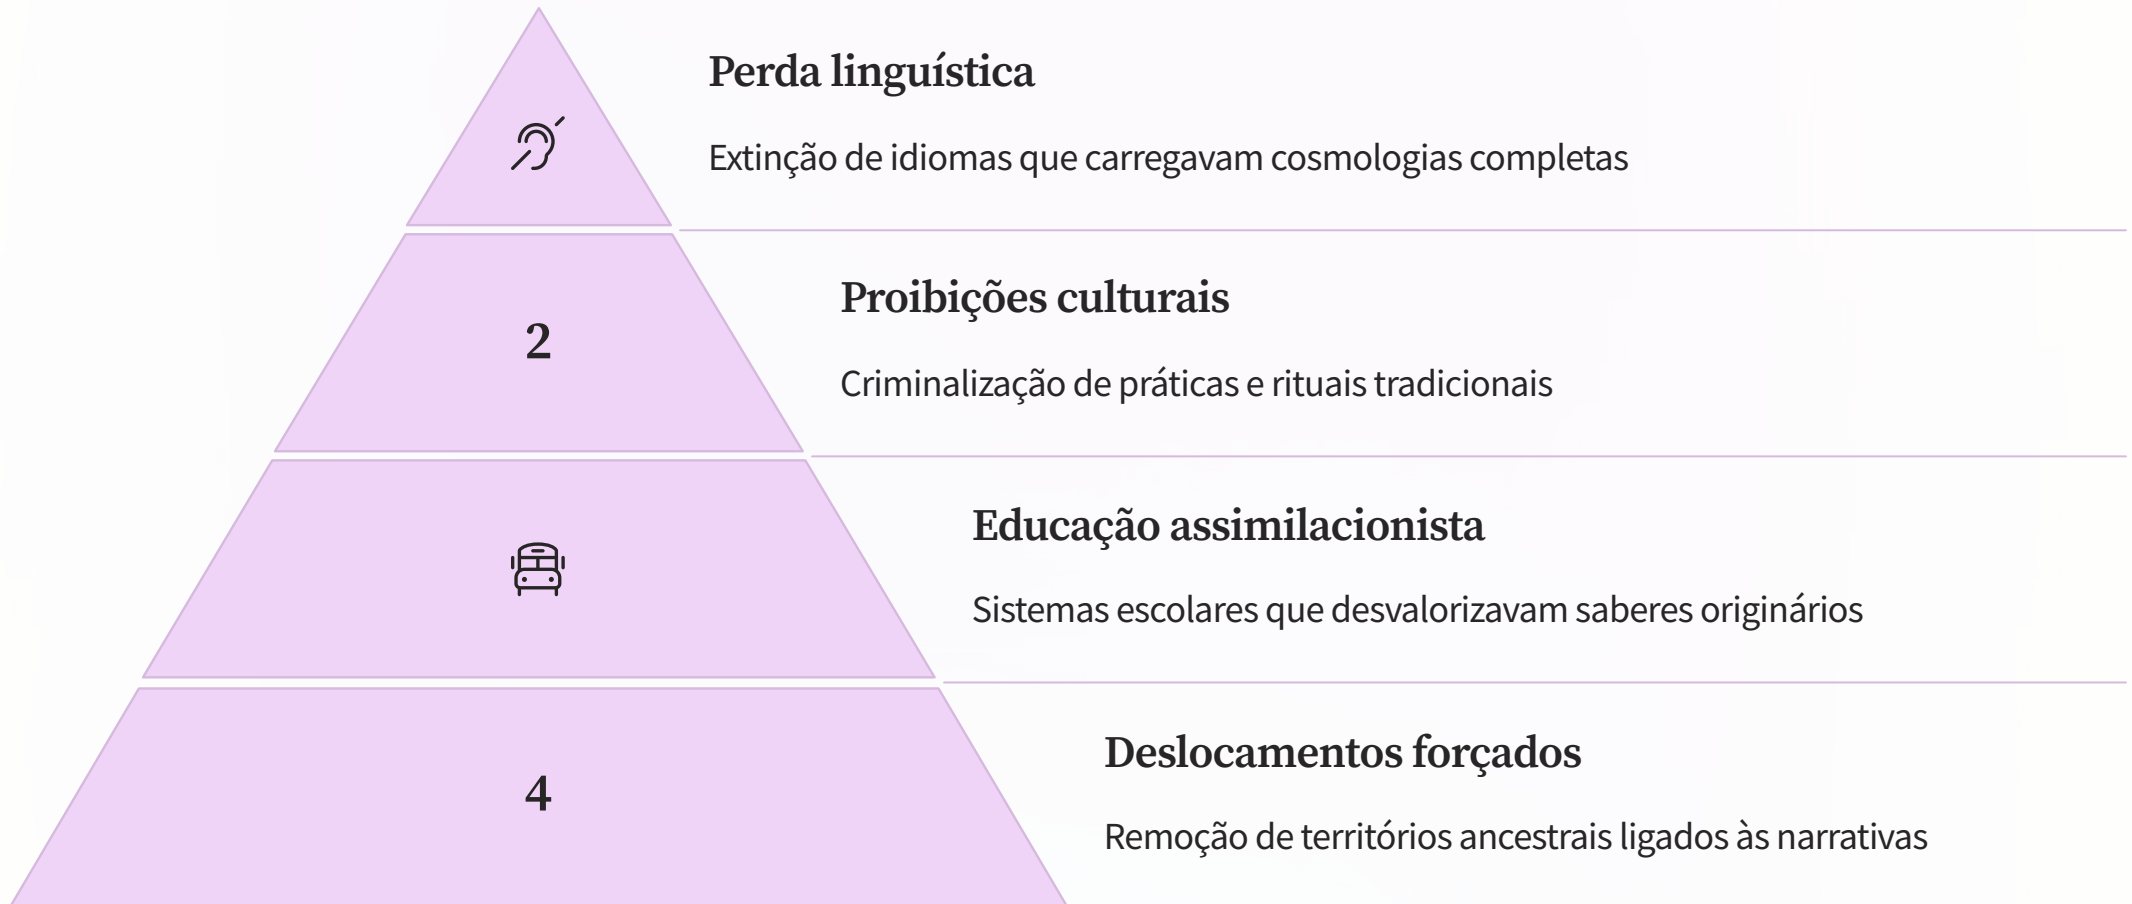 Perda linguística
Extinção de idiomas que carregavam cosmologias completas
2
Proibições culturais
Criminalização de práticas e rituais tradicionais
Educação assimilacionista
Sistemas escolares que desvalorizavam saberes originários
4
Deslocamentos forçados
Remoção de territórios ancestrais ligados às narrativas